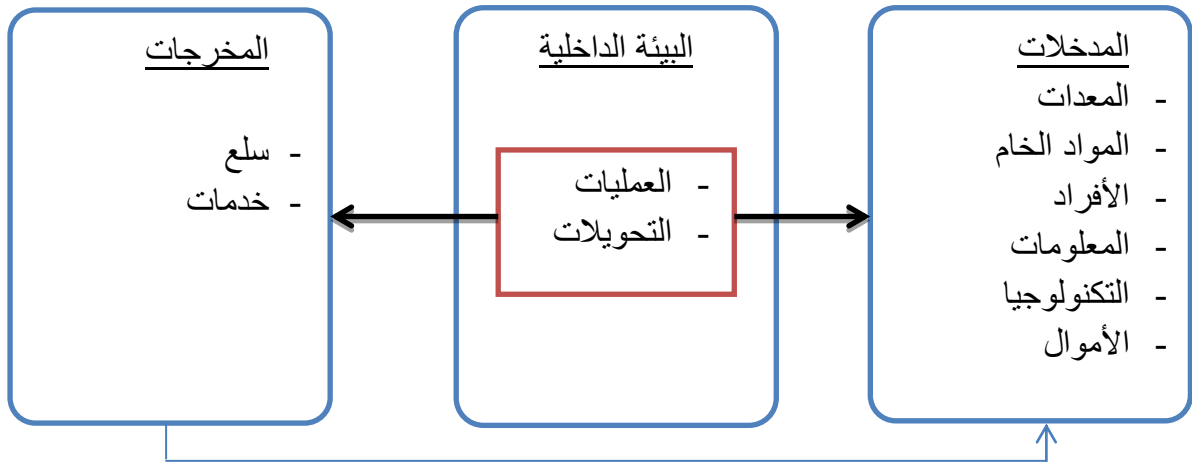 المدخلات
- المعدات
- المواد الخام
- الأفراد
- المعلومات
- التكنولوجيا
- الأموال
البيئة الداخلية
- العمليات
- التحويلات
المخرجات
- سلع
- خدمات